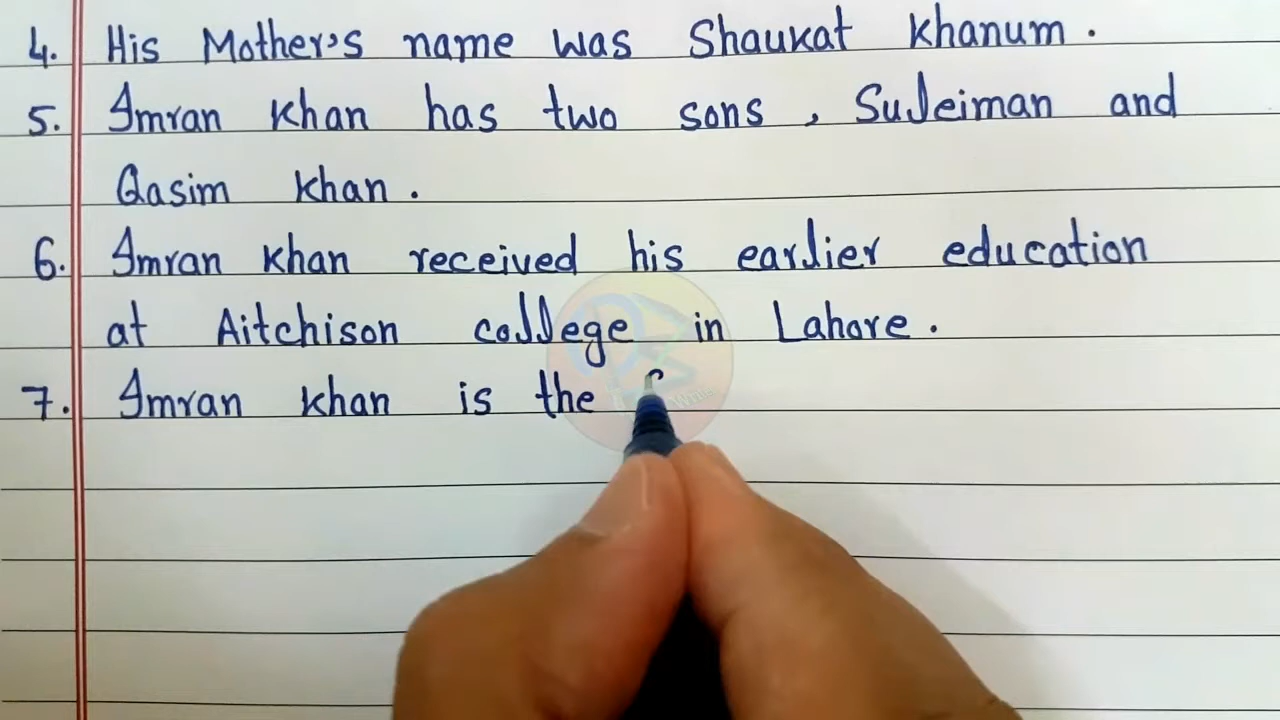 4. His Mother's name was Shaukat khanum.
5. Imran khan has two sons, Suleiman and
Qasim khan.
6. Imran khan received his earlier education
at Aitchison college in Lahore.
7. Imran khan is the